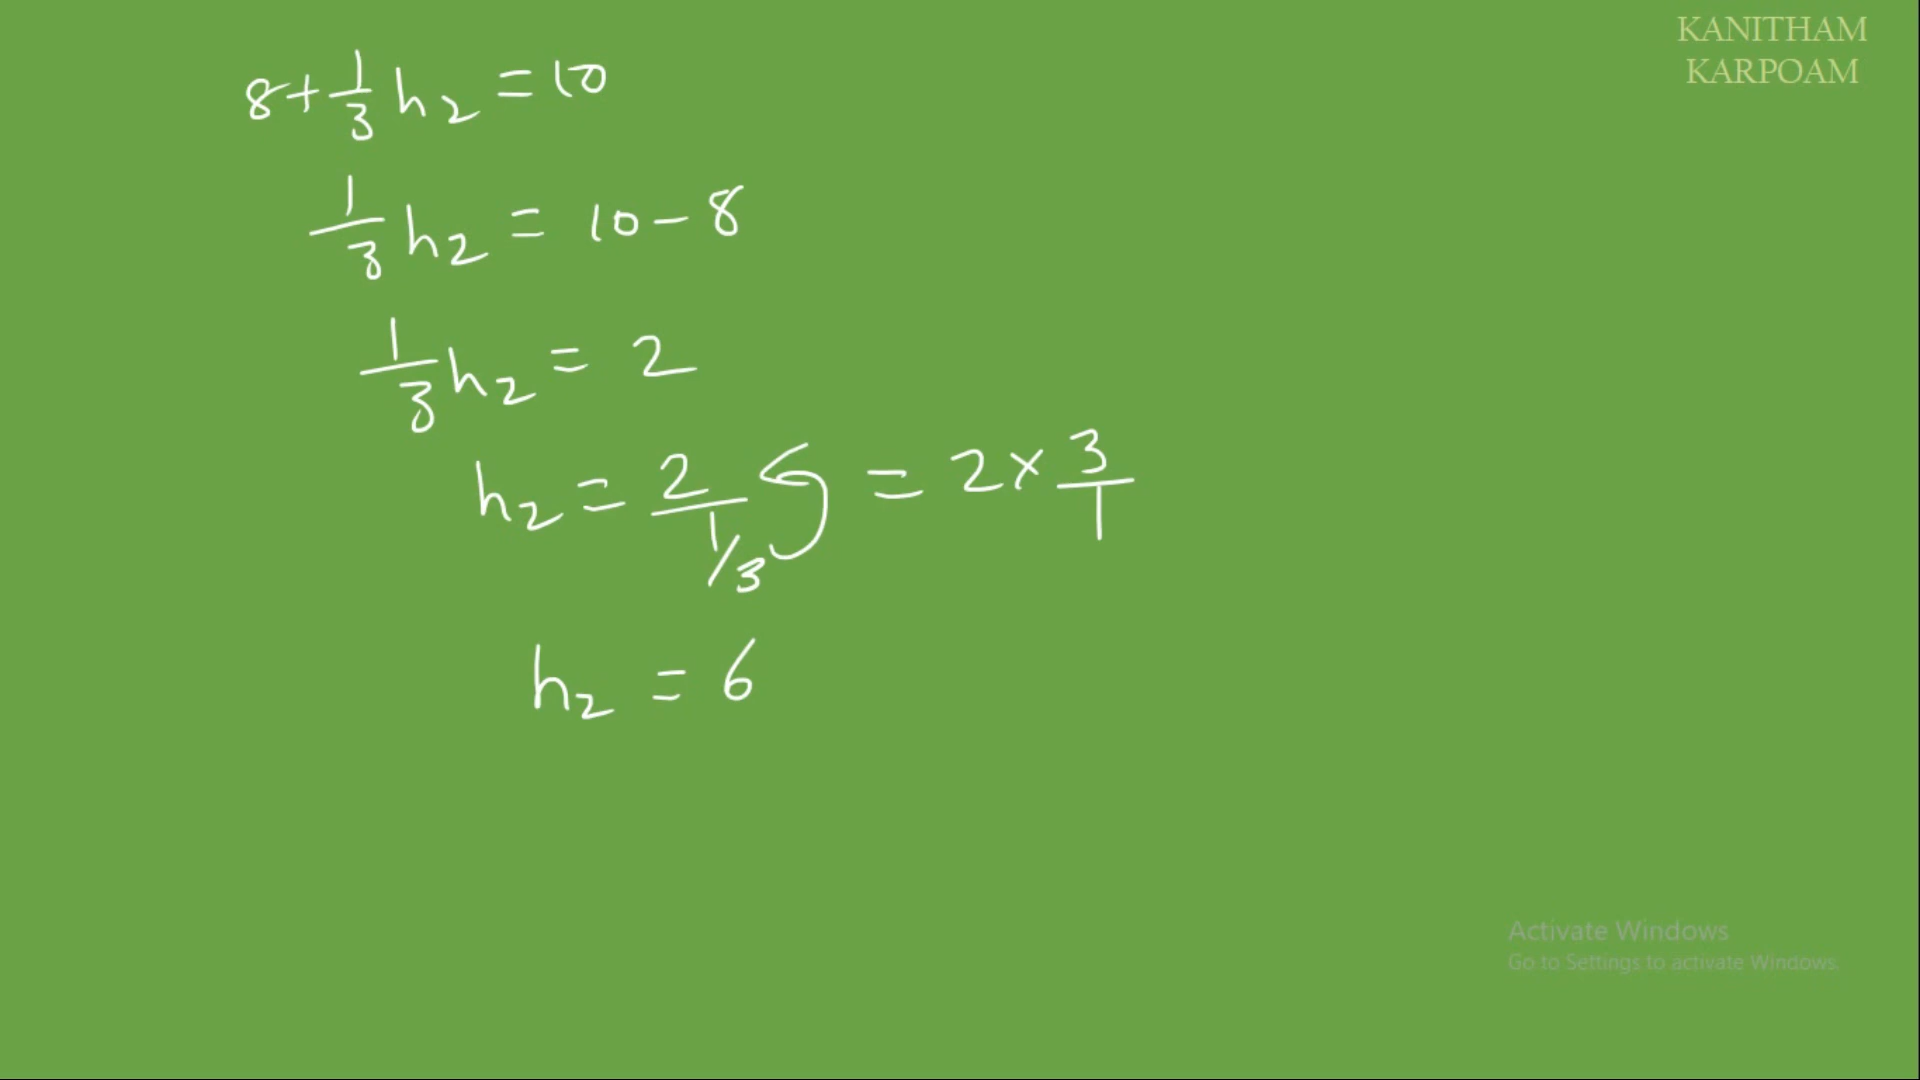 KANITHAM
KARPOAM
8+1/3 h₂ = 10
1/3 h₂ = 10-8
1/3 h₂ = 2
h₂ = 2/(1/3) = 2×3/1
h₂ = 6
Activate Windows
Go to Settings to activate Windows.